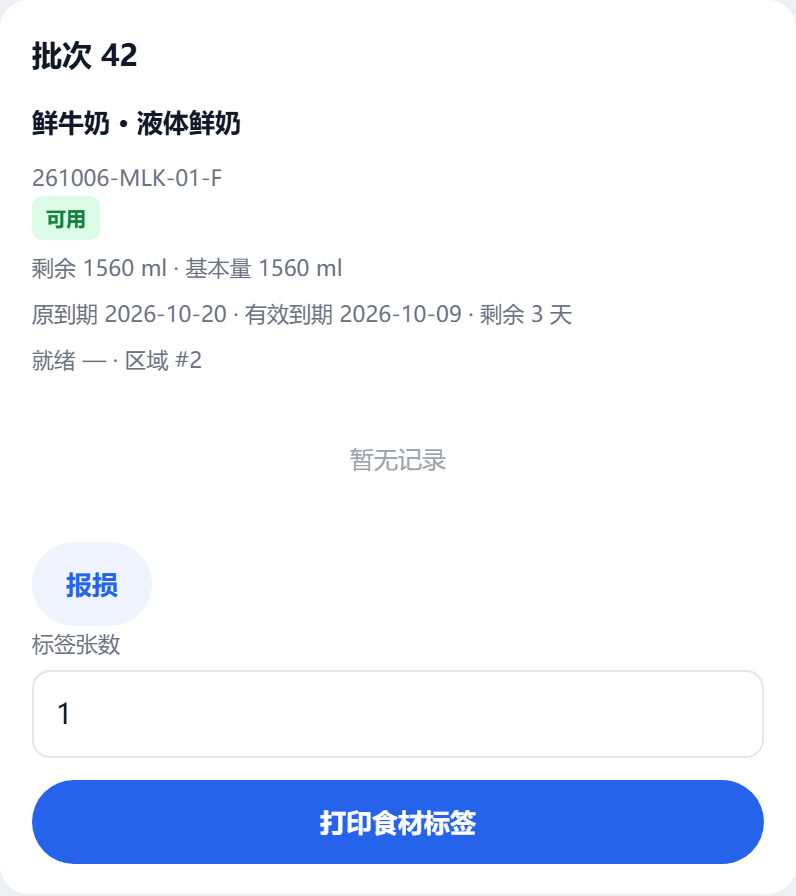 批次 42
鲜牛奶 • 液体鲜奶
261006-MLK-01-F
可用
剩余 1560 ml · 基本量 1560 ml
原到期 2026-10-20 · 有效到期 2026-10-09 · 剩余 3 天
就绪 — · 区域 #2
暂无记录
报损
标签张数
1
打印食材标签